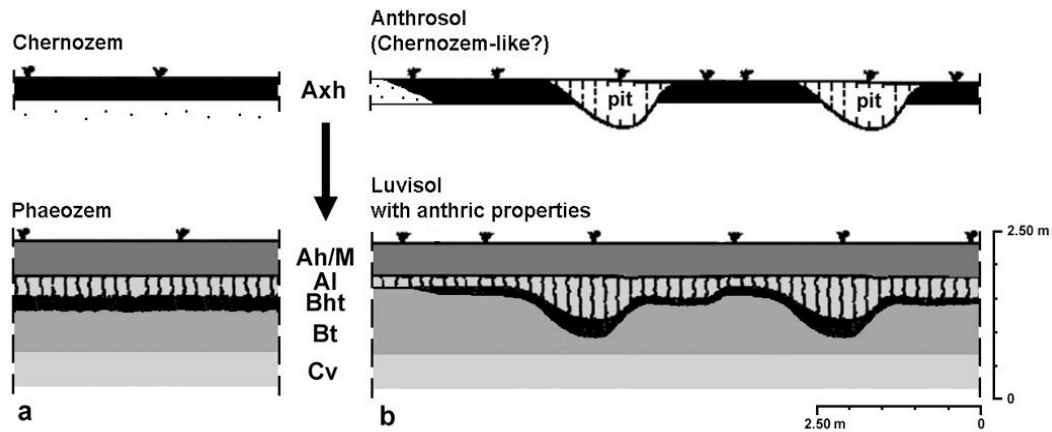 Chernozem
Anthrosol
(Chernozem-like?)
Axh
pit
pit
Phaeozem
Luvisol
with anthric properties
2.50 m
Ah/M
Al
Bht
Bt
Cv
0
a
b
2.50 m
0